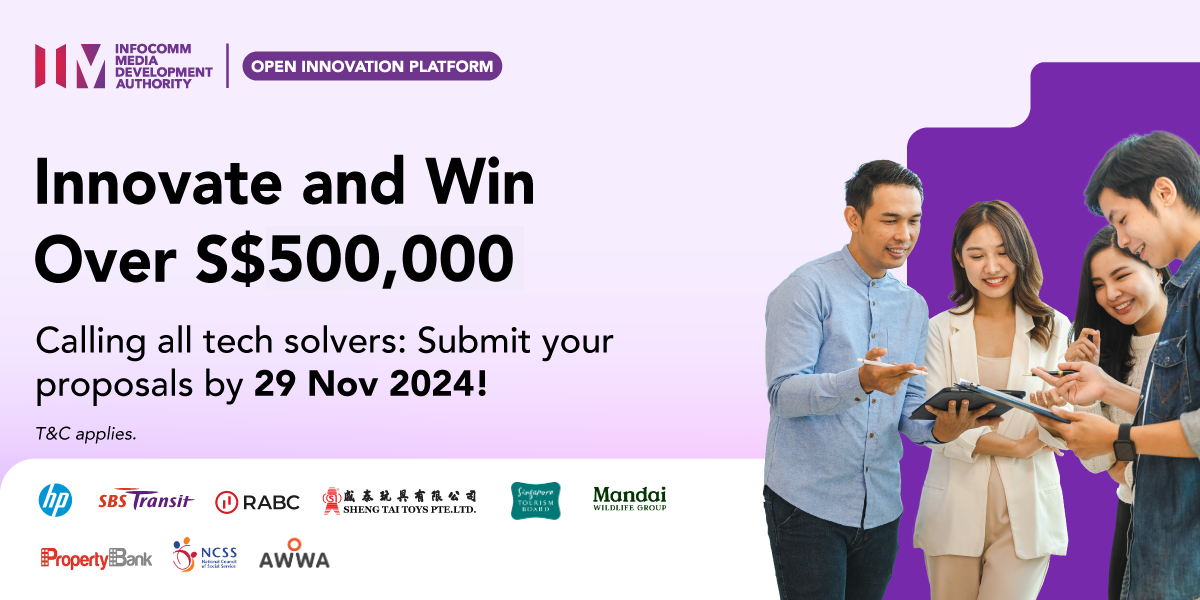 INFOCOMM
MEDIA
DEVELOPMENT
AUTHORITY
OPEN INNOVATION PLATFORM
Innovate and Win
Over S$500,000
Calling all tech solvers: Submit your
proposals by 29 Nov 2024!
T&C applies.
hp
SBS Transit
RABC
盛泰玩具有限公司
SHENG TAI TOYS PTE.LTD.
Singapore
TOURISM
BOARD
Mandai
WILDLIFE GROUP
PropertyBank
NCSS
National Council
of Social Service
AWWA